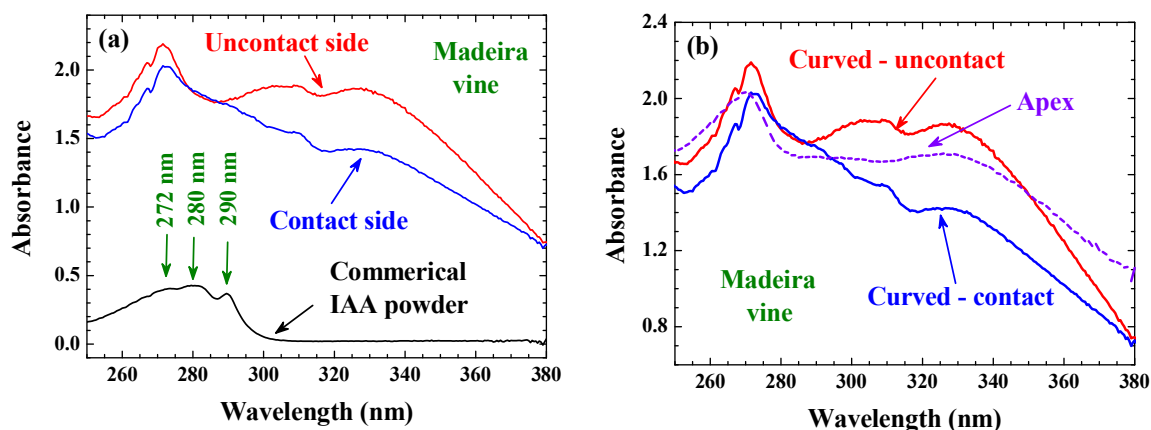 (a)
Uncontact side
Madeira
vine
2.0
1.5
1.0
0.5
0.0
Absorbance
272 nm
280 nm
290 nm
Contact side
Commerical
IAA powder
260
280
300
320
340
360
380
Wavelength (nm)
(b)
2.4
2.0
1.6
1.2
0.8
Absorbance
Curved - uncontact
Apex
Madeira
vine
Curved - contact
260
280
300
320
340
360
380
Wavelength (nm)